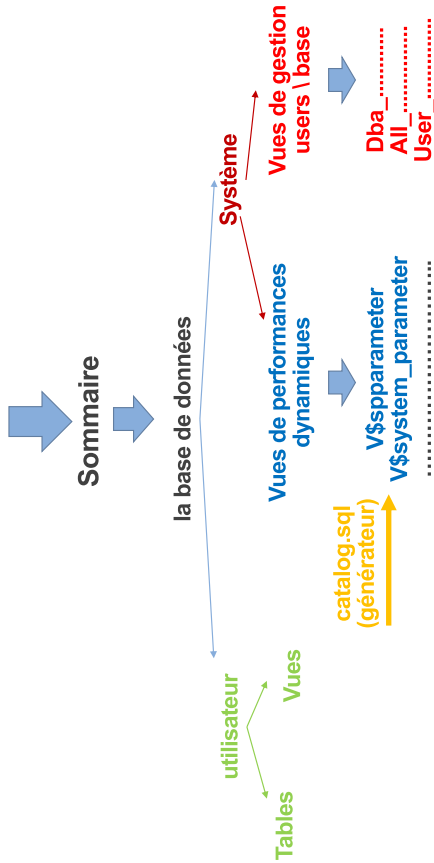 Sommaire
la base de données
utilisateur
Système
Tables
Vues
Vues de performances
dynamiques
Vues de gestion
users \ base
catalog.sql
(générateur)
V$spparameter
V$system_parameter
................................
Dba_............
All_..............
User_............